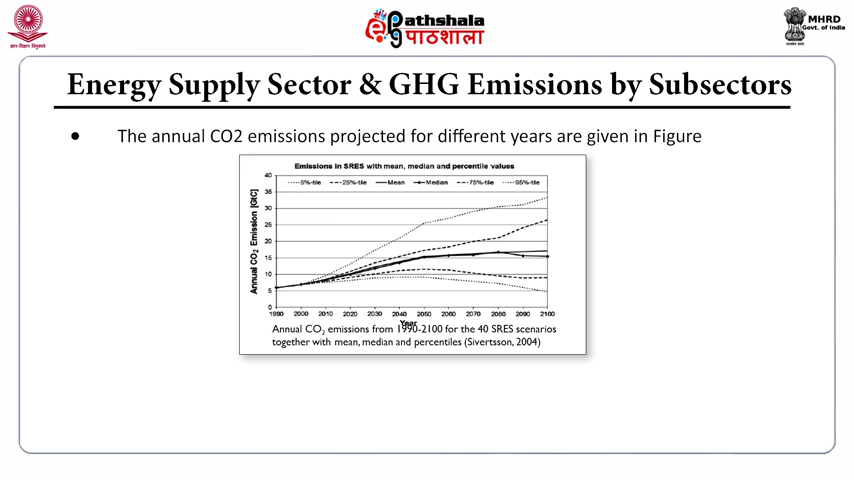 ज्ञान-विज्ञान विमुक्तये
ePathshala
पाठशाला
MHRD
Govt. of India
Energy Supply Sector & GHG Emissions by Subsectors
● The annual CO2 emissions projected for different years are given in Figure
Emissions in SRES with mean, median and percentile values
5%-tile 25%-tile Mean Median 75%-tile 95%-tile
Annual CO2 Emission [GtC]
40
35
30
25
20
15
10
5
0
1990 2000 2010 2020 2030 2040 2050 2060 2070 2080 2090 2100
Year
Annual CO2 emissions from 1990-2100 for the 40 SRES scenarios
together with mean, median and percentiles (Sivertsson, 2004)